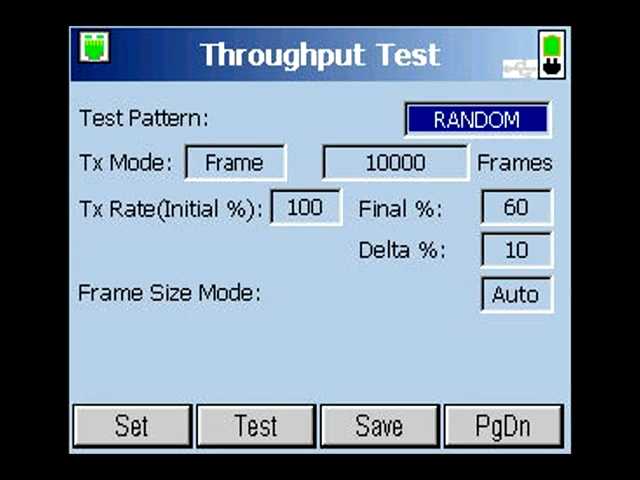 Throughput Test
Test Pattern: RANDOM
Tx Mode: Frame 10000 Frames
Tx Rate(Initial %): 100 Final %: 60
Delta %: 10
Frame Size Mode: Auto
Set Test Save PgDn